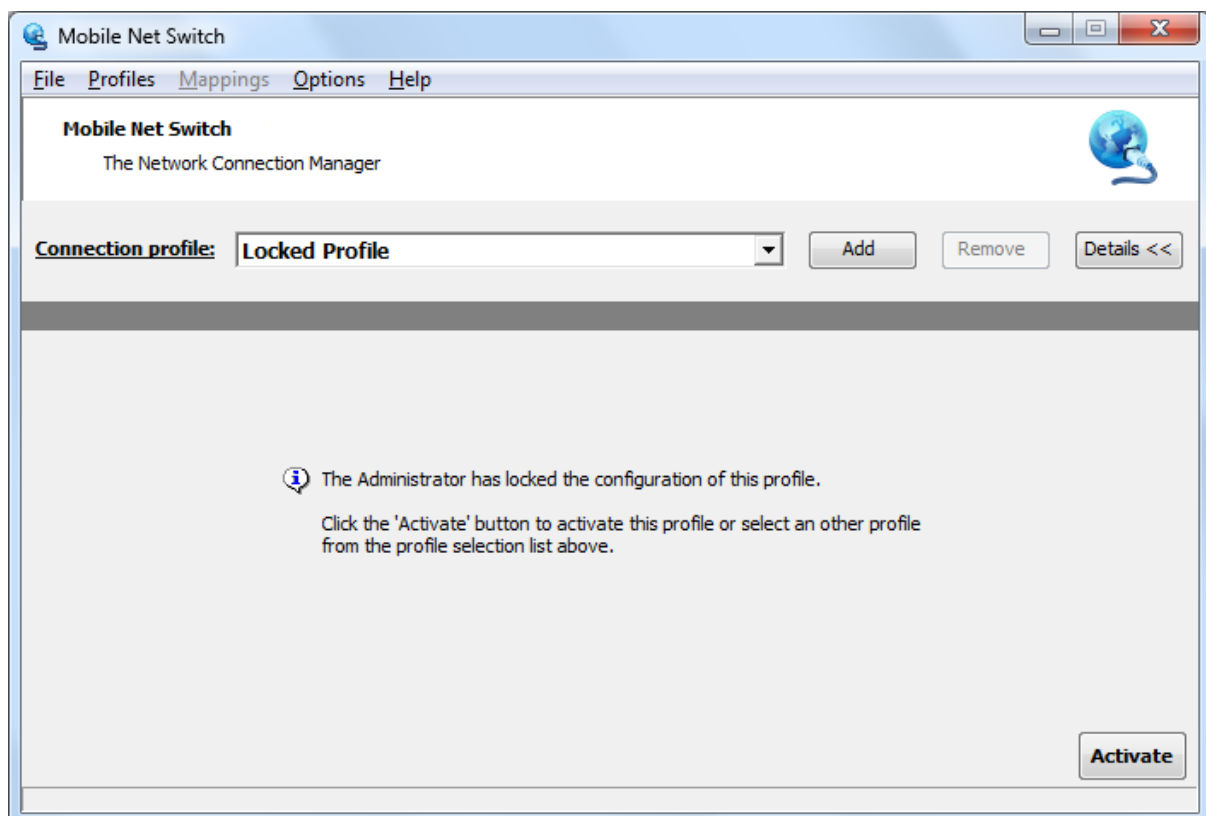 Mobile Net Switch
File Profiles Mappings Options Help
Mobile Net Switch
The Network Connection Manager
Connection profile: Locked Profile Add Remove Details <<
The Administrator has locked the configuration of this profile.
Click the 'Activate' button to activate this profile or select an other profile
from the profile selection list above.
Activate